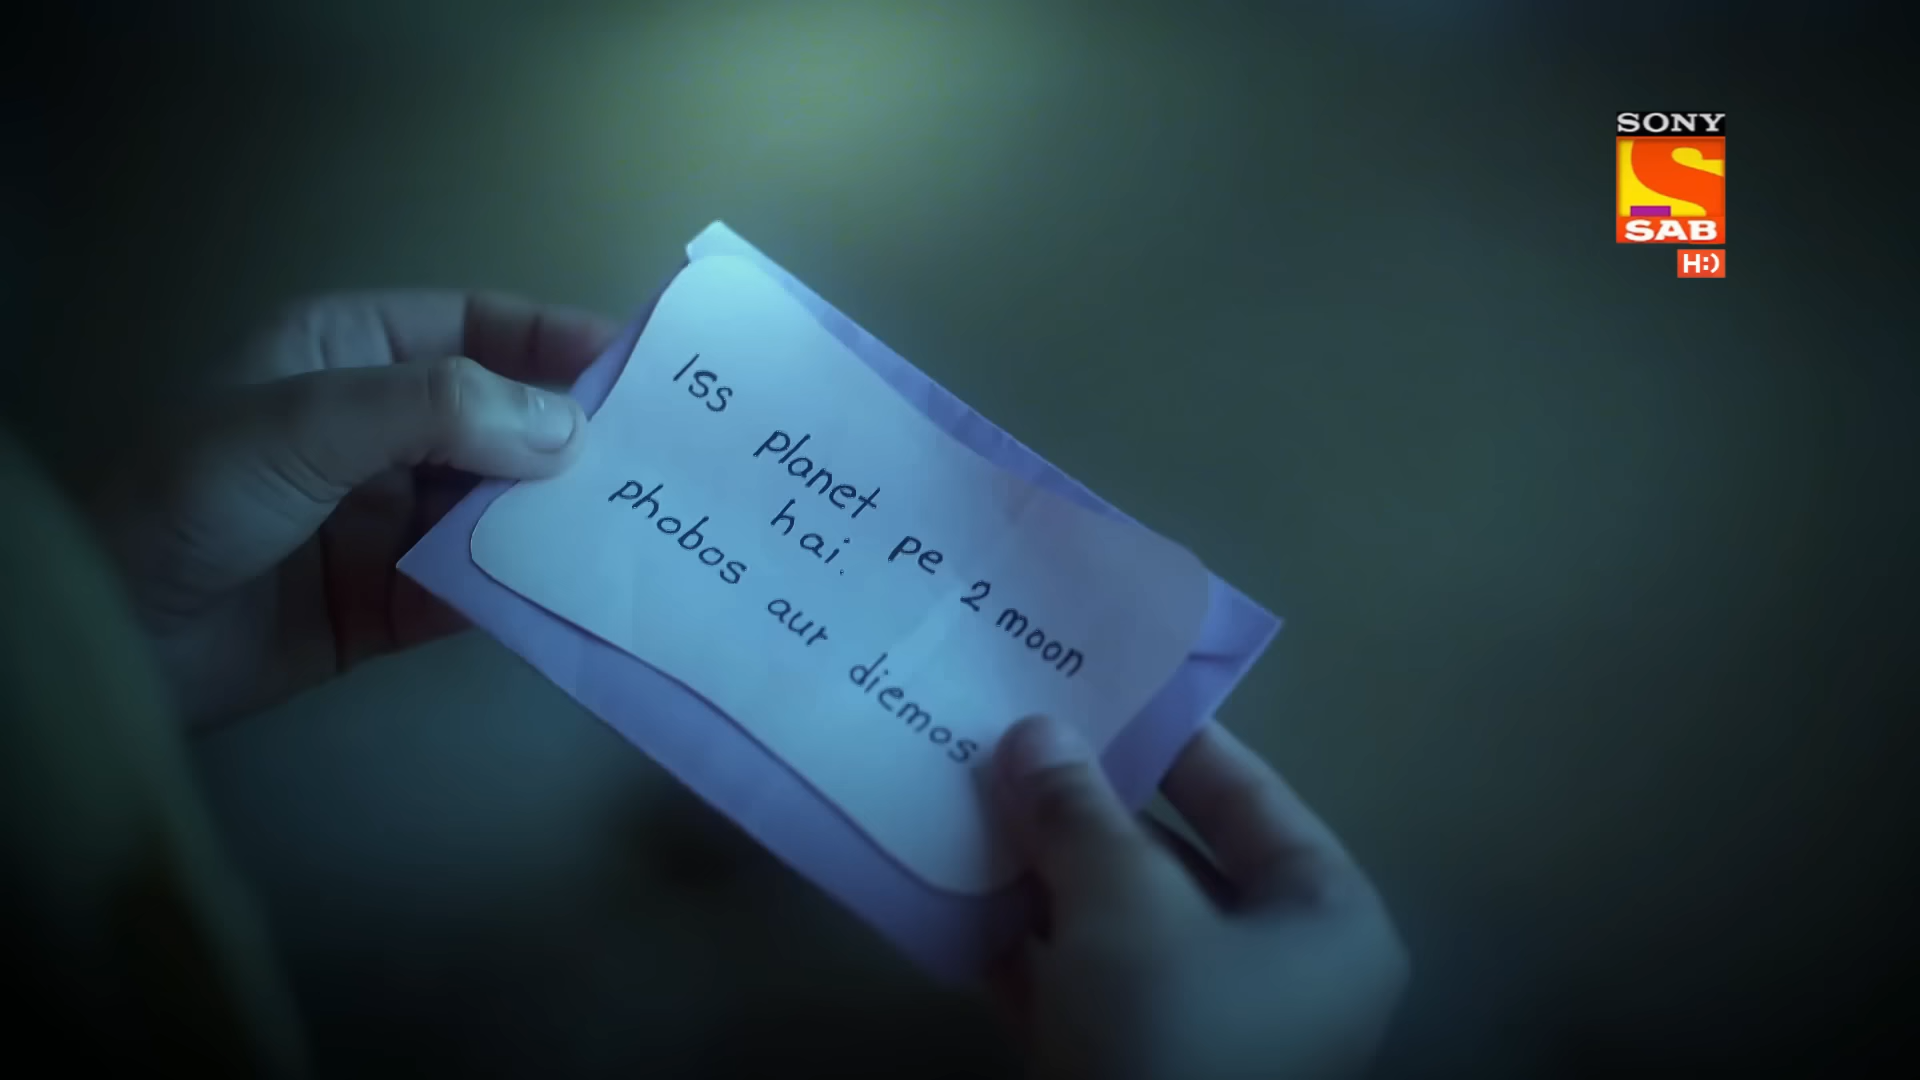 Iss planet pe 2 moon
hai.
phobos aur diemos
SONY
SAB
H:)